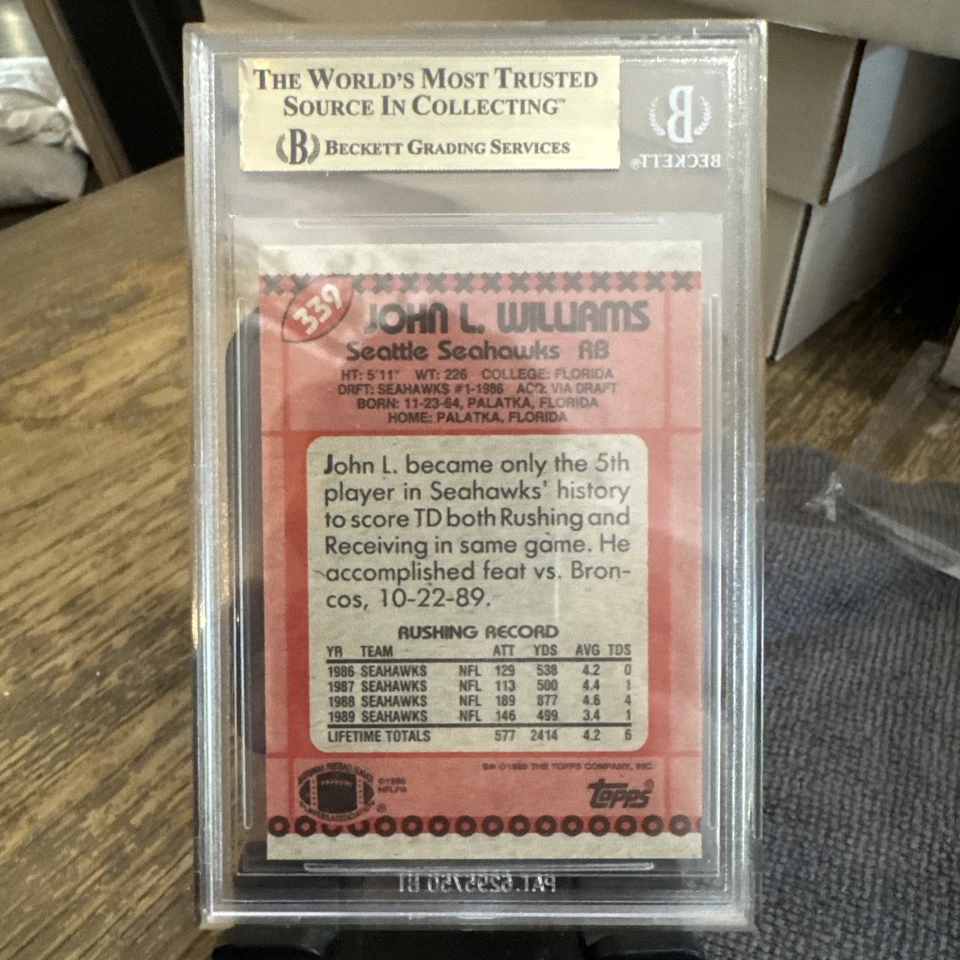 THE WORLD'S MOST TRUSTED
SOURCE IN COLLECTING™
B BECKETT GRADING SERVICES
B
BECKETT®
339
JOHN L. WILLIAMS
Seattle Seahawks RB
HT: 5'11" WT: 226 COLLEGE: FLORIDA
DRFT: SEAHAWKS #1-1986 ACQ: VIA DRAFT
BORN: 11-23-64, PALATKA, FLORIDA
HOME: PALATKA, FLORIDA
John L. became only the 5th
player in Seahawks' history
to score TD both Rushing and
Receiving in same game. He
accomplished feat vs. Bron-
cos, 10-22-89.
RUSHING RECORD
YR TEAM ATT YDS AVG TDS
1986 SEAHAWKS NFL 129 538 4.2 0
1987 SEAHAWKS NFL 113 500 4.4 1
1988 SEAHAWKS NFL 189 877 4.6 4
1989 SEAHAWKS NFL 146 499 3.4 1
LIFETIME TOTALS 577 2414 4.2 6
©1990
NFLPA
©1990 THE TOPPS COMPANY, INC.
Topps®
PAT. 6295750 B1